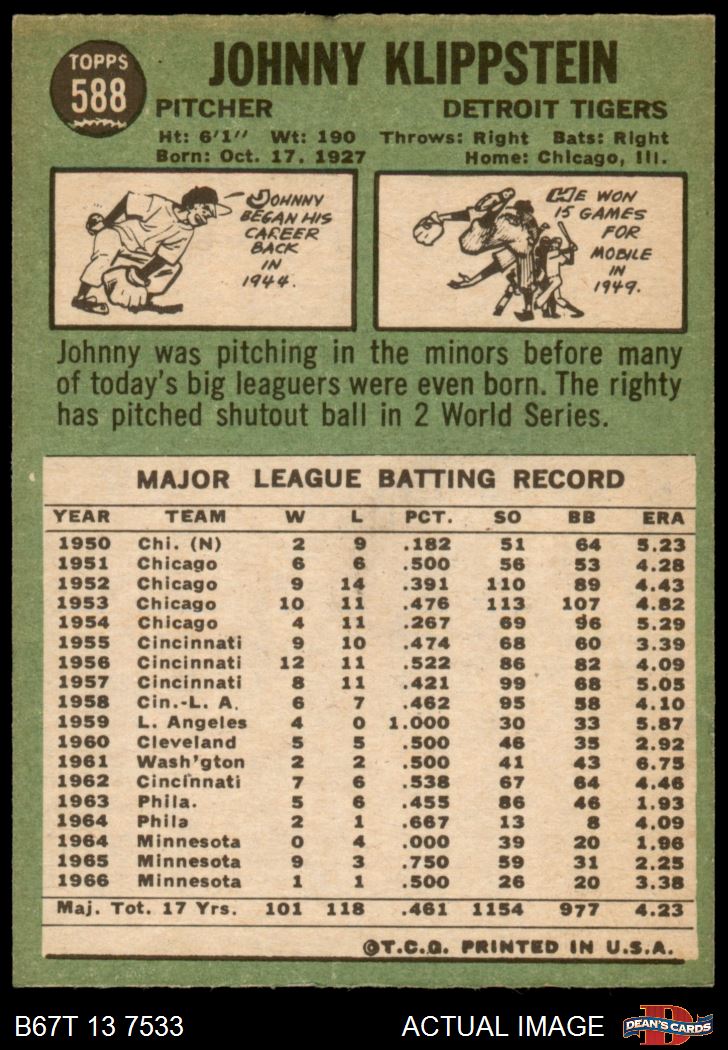 TOPPS
588
JOHNNY KLIPPSTEIN
PITCHER DETROIT TIGERS
Ht: 6'1" Wt: 190 Throws: Right Bats: Right
Born: Oct. 17, 1927 Home: Chicago, Ill.
JOHNNY
BEGAN HIS
CAREER
BACK
IN
1944.
HE WON
15 GAMES
FOR
MOBILE
IN
1949.
Johnny was pitching in the minors before many
of today's big leaguers were even born. The righty
has pitched shutout ball in 2 World Series.
MAJOR LEAGUE BATTING RECORD
YEAR TEAM W L PCT. SO BB ERA
1950 Chi. (N) 2 9 .182 51 64 5.23
1951 Chicago 6 6 .500 56 53 4.28
1952 Chicago 9 14 .391 110 89 4.43
1953 Chicago 10 11 .476 113 107 4.82
1954 Chicago 4 11 .267 69 96 5.29
1955 Cincinnati 9 10 .474 68 60 3.39
1956 Cincinnati 12 11 .522 86 82 4.09
1957 Cincinnati 8 11 .421 99 68 5.05
1958 Cin.-L. A. 6 7 .462 95 58 4.10
1959 L. Angeles 4 0 1.000 30 33 5.87
1960 Cleveland 5 5 .500 46 35 2.92
1961 Wash'gton 2 2 .500 41 43 6.75
1962 Cincinnati 7 6 .538 67 64 4.46
1963 Phila. 5 6 .455 86 46 1.93
1964 Phila 2 1 .667 13 8 4.09
1964 Minnesota 0 4 .000 39 20 1.96
1965 Minnesota 9 3 .750 59 31 2.25
1966 Minnesota 1 1 .500 26 20 3.38
Maj. Tot. 17 Yrs. 101 118 .461 1154 977 4.23
©T.C.G. PRINTED IN U.S.A.
B67T 13 7533 ACTUAL IMAGE
D
DEAN'S CARDS